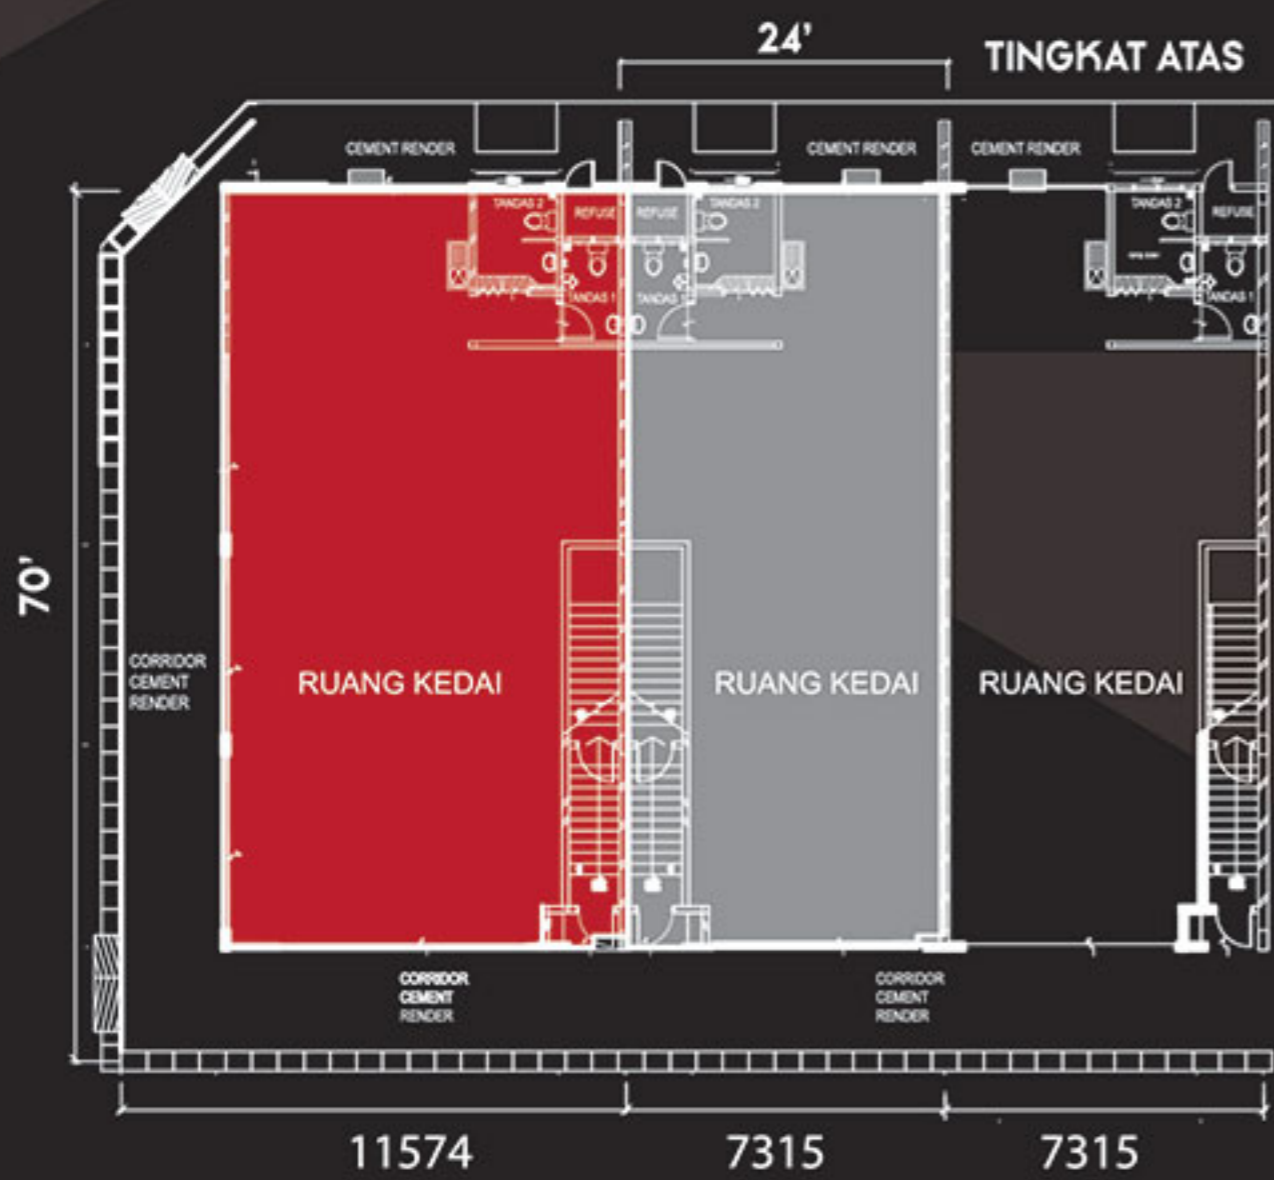 24'
TINGKAT ATAS
CEMENT RENDER
CEMENT RENDER
CEMENT RENDER
TANDAS 2
REFUSE
REFUSE
TANDAS 2
TANDAS 2
REFUSE
TANDAS 1
TANDAS 1
TANDAS 1
70'
CORRIDOR
CEMENT
RENDER
RUANG KEDAI
RUANG KEDAI
RUANG KEDAI
CORRIDOR
CEMENT
RENDER
CORRIDOR
CEMENT
RENDER
11574
7315
7315